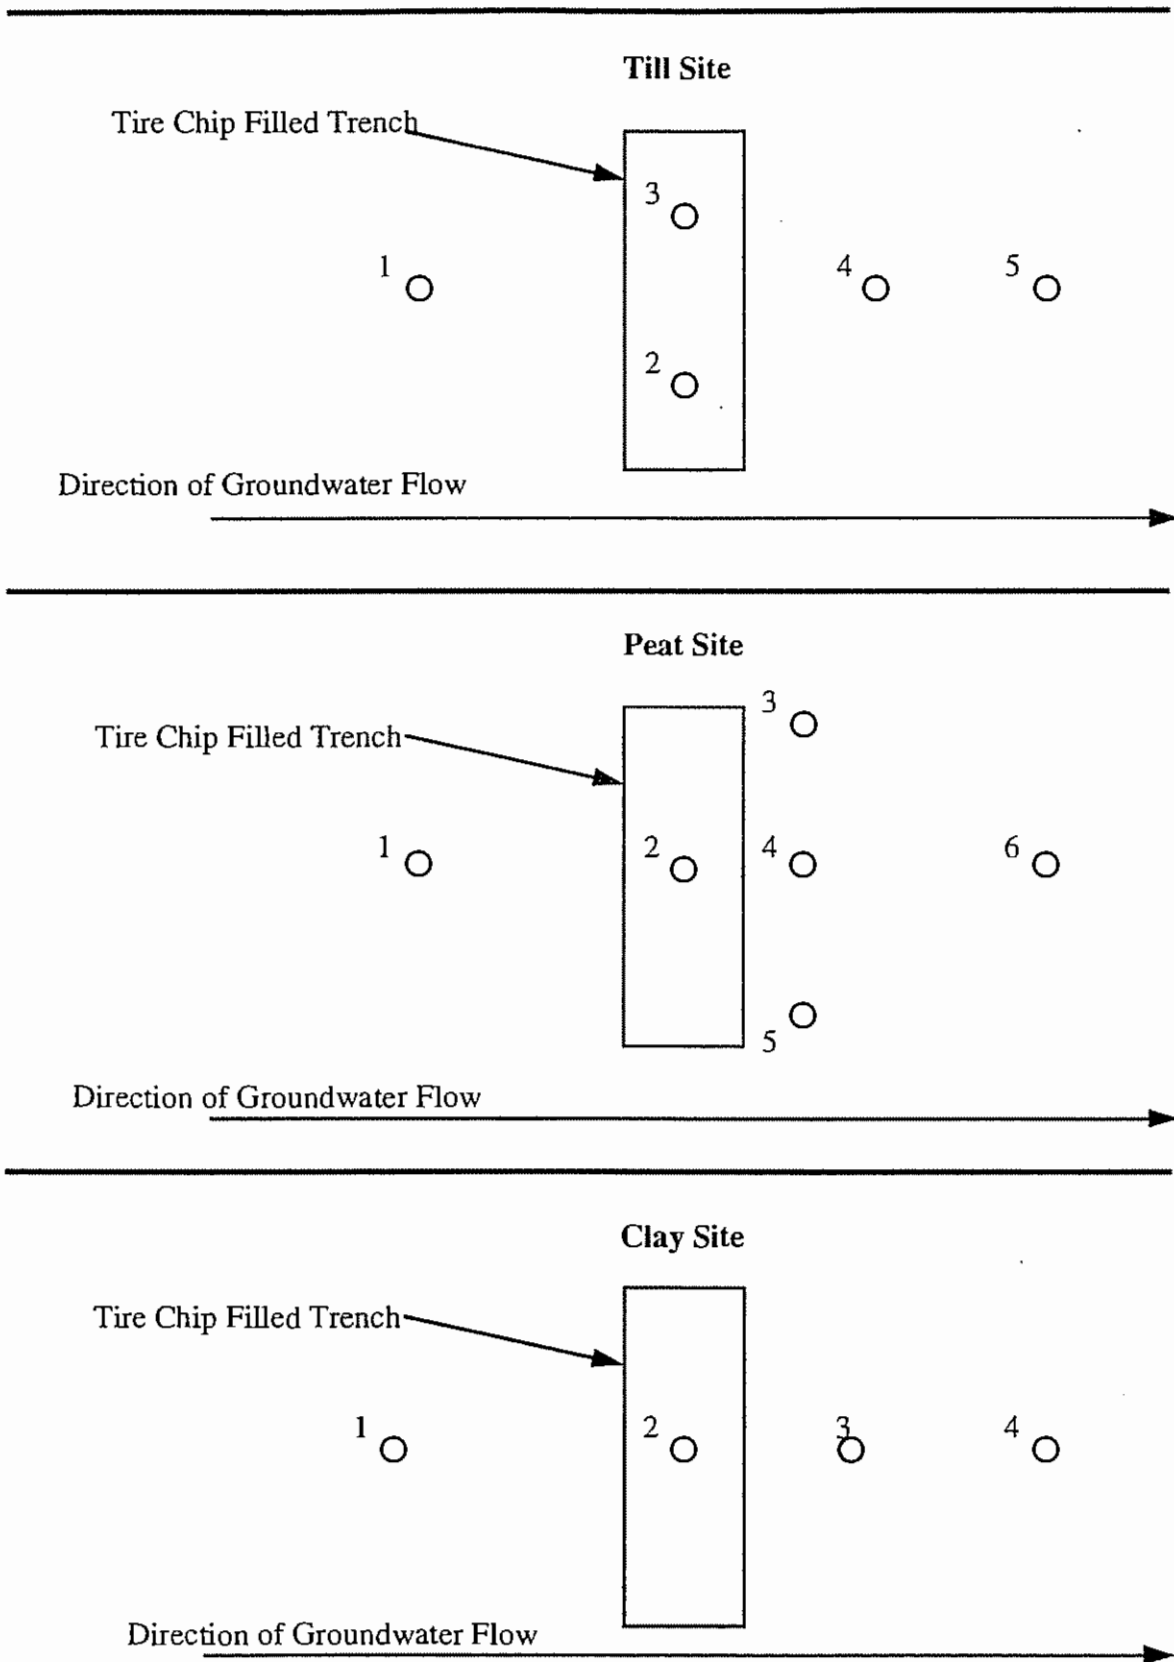 Till Site
Tire Chip Filled Trench
3
1
4
5
2
Direction of Groundwater Flow
Peat Site
3
Tire Chip Filled Trench
1
2
4
6
5
Direction of Groundwater Flow
Clay Site
Tire Chip Filled Trench
1
2
3
4
Direction of Groundwater Flow